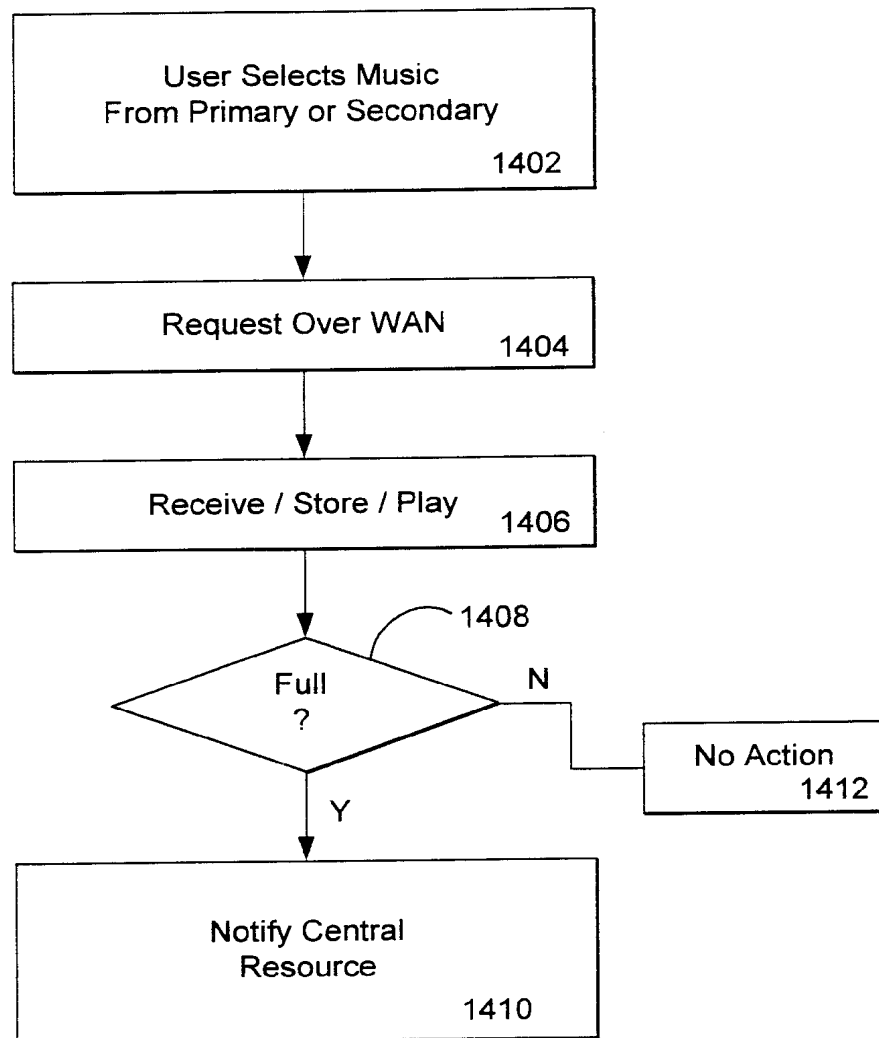 User Selects Music
From Primary or Secondary
1402
Request Over WAN
1404
Receive / Store / Play
1406
1408
Full
?
N
No Action
1412
Y
Notify Central
Resource
1410